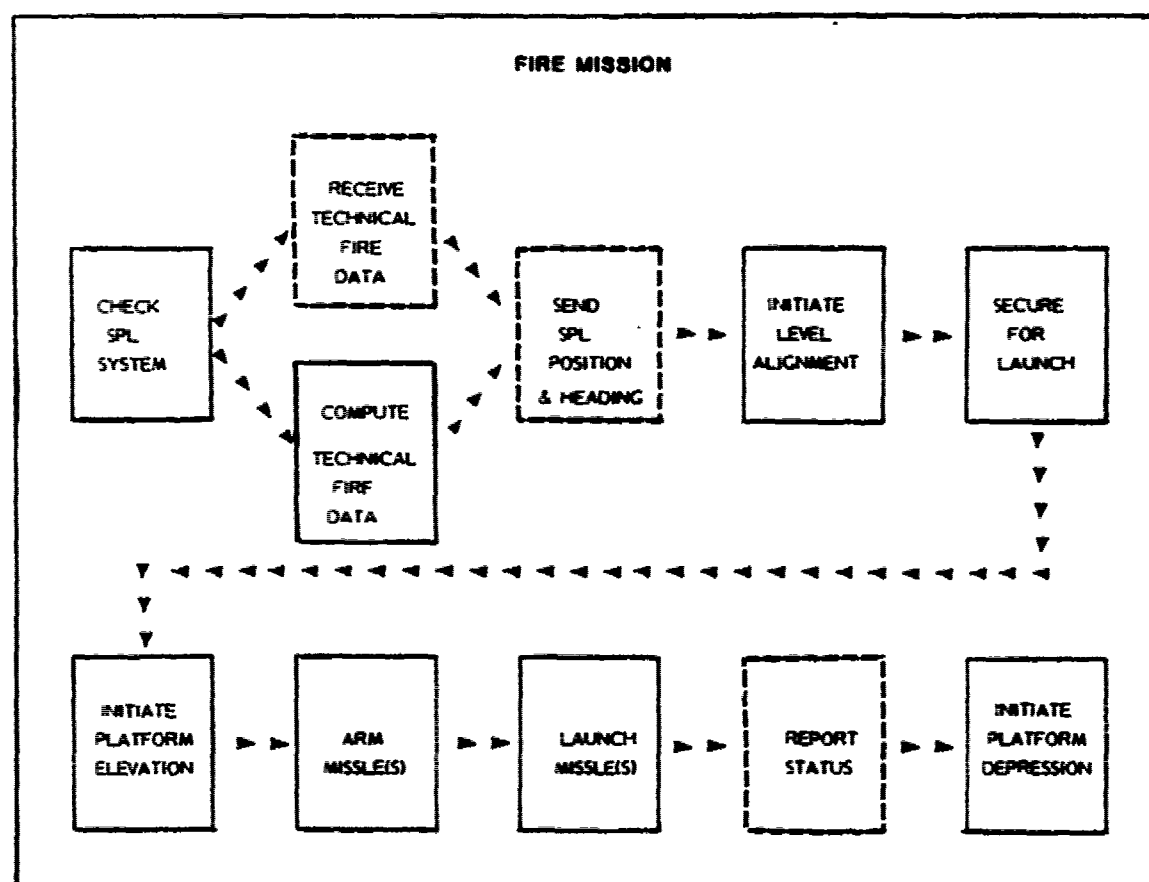 FIRE MISSION
RECEIVE
TECHNICAL
FIRE
DATA
CHECK
SPL
SYSTEM
COMPUTE
TECHNICAL
FIRF
DATA
SEND
SPL
POSITION
& HEADING
INITIATE
LEVEL
ALIGNMENT
SECURE
FOR
LAUNCH
INITIATE
PLATFORM
ELEVATION
ARM
MISSLE(S)
LAUNCH
MISSLE(S)
REPORT
STATUS
INITIATE
PLATFORM
DEPRESSION